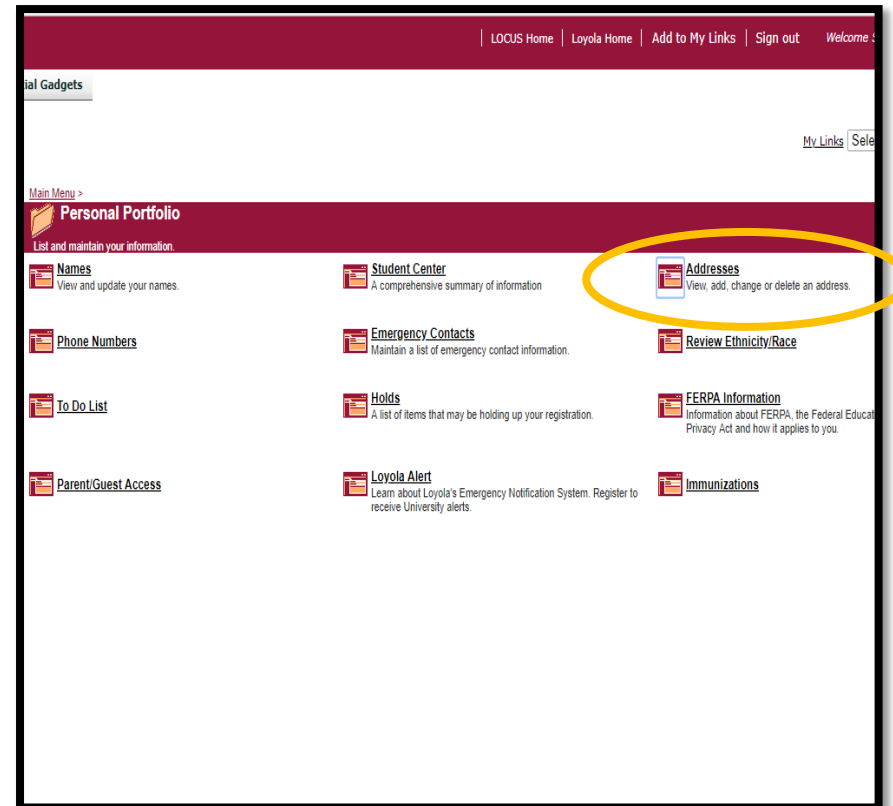 LOCUS Home | Loyola Home | Add to My Links | Sign out Welcome S
ial Gadgets
My Links Sele
Main Menu >
Personal Portfolio
List and maintain your information.
Names
View and update your names.
Student Center
A comprehensive summary of information
Addresses
View, add, change or delete an address.
Phone Numbers
Emergency Contacts
Maintain a list of emergency contact information.
Review Ethnicity/Race
To Do List
Holds
A list of items that may be holding up your registration.
FERPA Information
Information about FERPA, the Federal Educat
Privacy Act and how it applies to you.
Parent/Guest Access
Loyola Alert
Learn about Loyola's Emergency Notification System. Register to
receive University alerts.
Immunizations